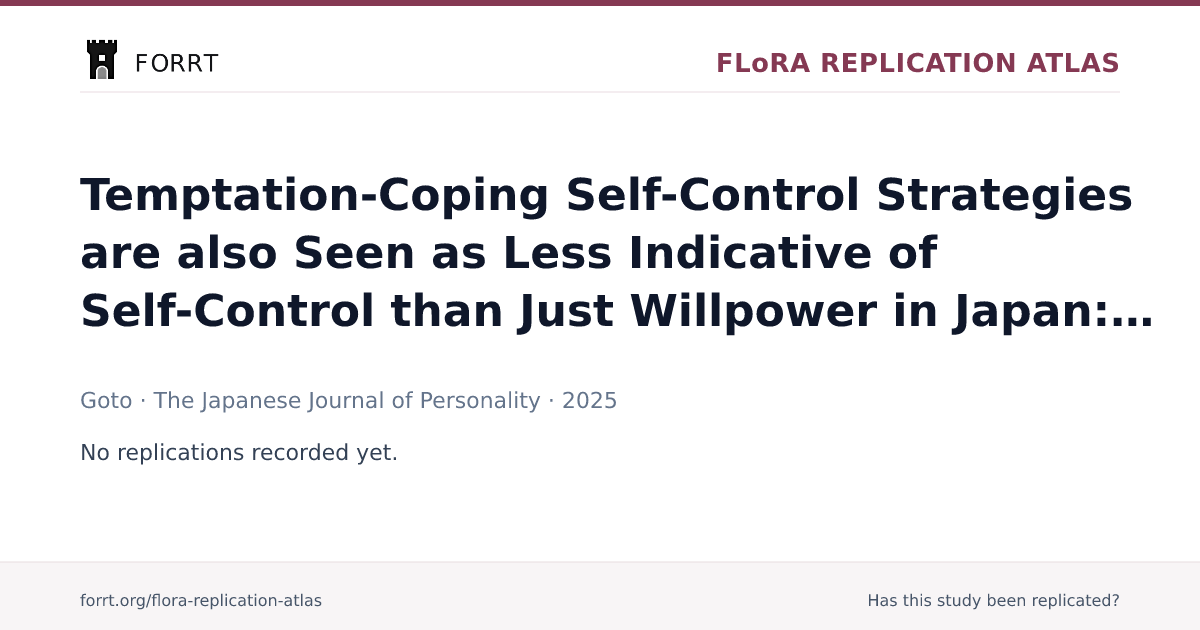 FORRT
FLoRA REPLICATION ATLAS
Temptation-Coping Self-Control Strategies
are also Seen as Less Indicative of
Self-Control than Just Willpower in Japan:…
Goto · The Japanese Journal of Personality · 2025
No replications recorded yet.
forrt.org/flora-replication-atlas
Has this study been replicated?